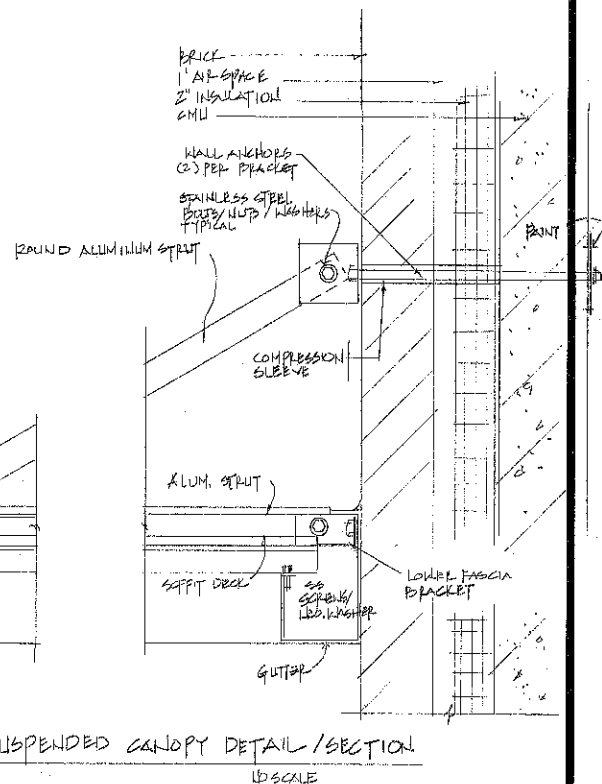 BRICK
1" AIR SPACE
2" INSULATION
CMU
WALL ANCHORS
(2) PER BRACKET
STAINLESS STEEL
BOLTS/NUTS/WASHERS
TYPICAL
ROUND ALUMINUM STRUT
PAINT
COMPRESSION
SLEEVE
ALUM. STRUT
SOFFIT DECK
SS
SCREWS/
NEO. WASHER
LOWER FASCIA
BRACKET
GUTTER
USPENDED CANOPY DETAIL/SECTION
NO SCALE